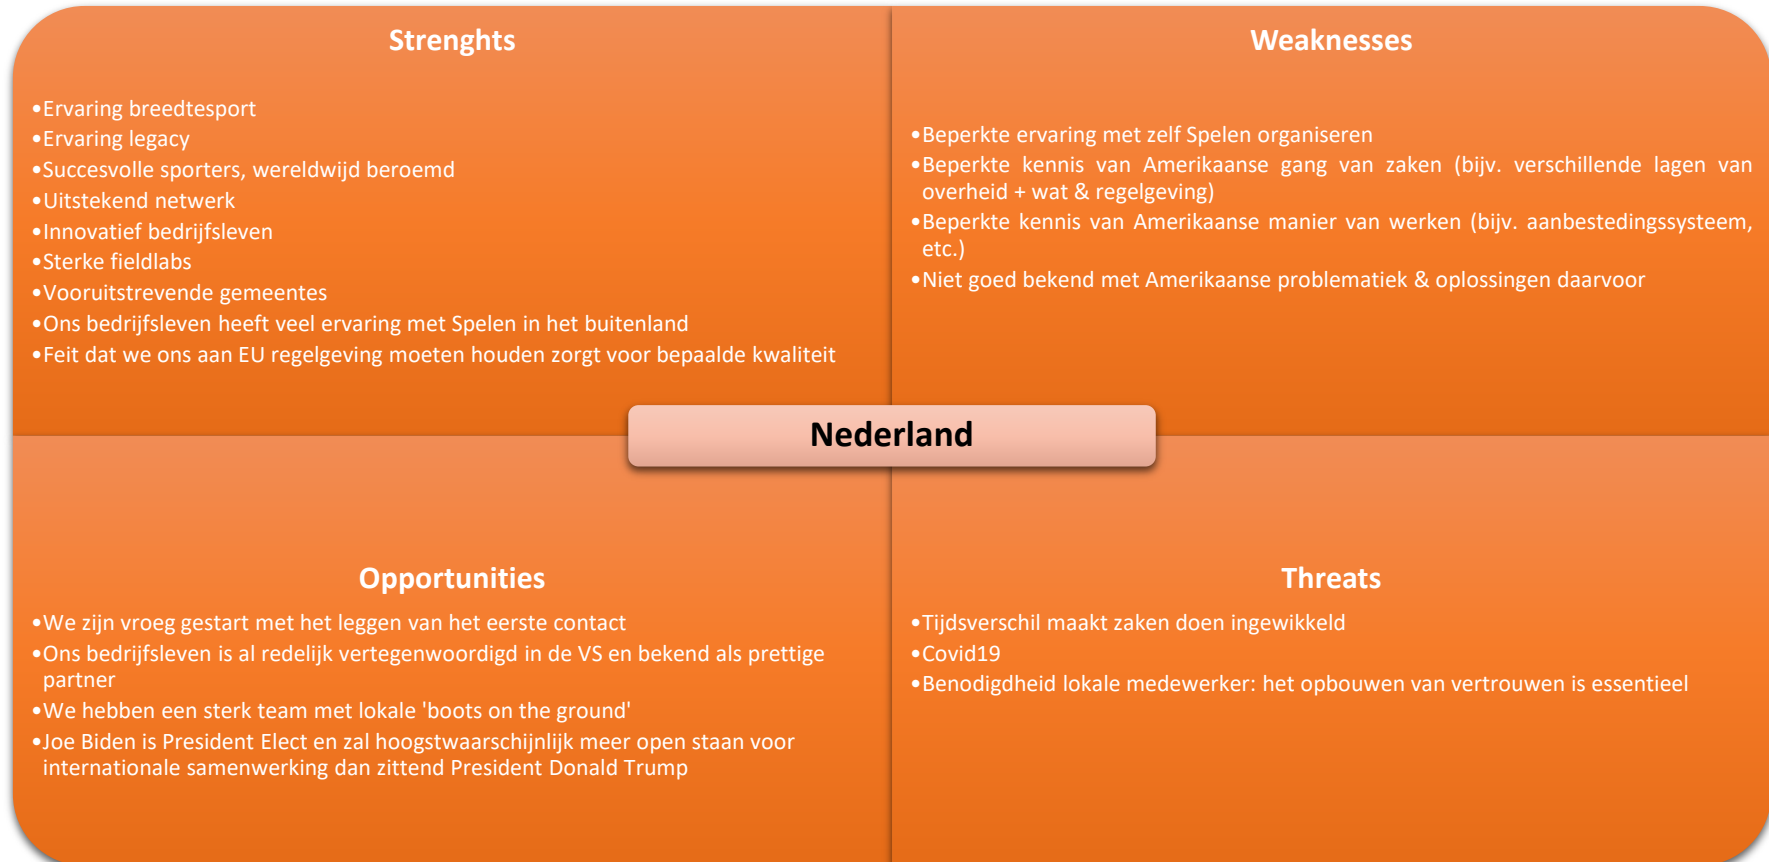 Strenghts
•Ervaring breedtesport
•Ervaring legacy
•Succesvolle sporters, wereldwijd beroemd
•Uitstekend netwerk
•Innovatief bedrijfsleven
•Sterke fieldlabs
•Vooruitstrevende gemeentes
•Ons bedrijfsleven heeft veel ervaring met Spelen in het buitenland
•Feit dat we ons aan EU regelgeving moeten houden zorgt voor bepaalde kwaliteit
Weaknesses
•Beperkte ervaring met zelf Spelen organiseren
•Beperkte kennis van Amerikaanse gang van zaken (bijv. verschillende lagen van
overheid + wat & regelgeving)
•Beperkte kennis van Amerikaanse manier van werken (bijv. aanbestedingssysteem,
etc.)
•Niet goed bekend met Amerikaanse problematiek & oplossingen daarvoor
Nederland
Opportunities
•We zijn vroeg gestart met het leggen van het eerste contact
•Ons bedrijfsleven is al redelijk vertegenwoordigd in de VS en bekend als prettige
partner
•We hebben een sterk team met lokale 'boots on the ground'
•Joe Biden is President Elect en zal hoogstwaarschijnlijk meer open staan voor
internationale samenwerking dan zittend President Donald Trump
Threats
•Tijdsverschil maakt zaken doen ingewikkeld
•Covid19
•Benodigdheid lokale medewerker: het opbouwen van vertrouwen is essentieel